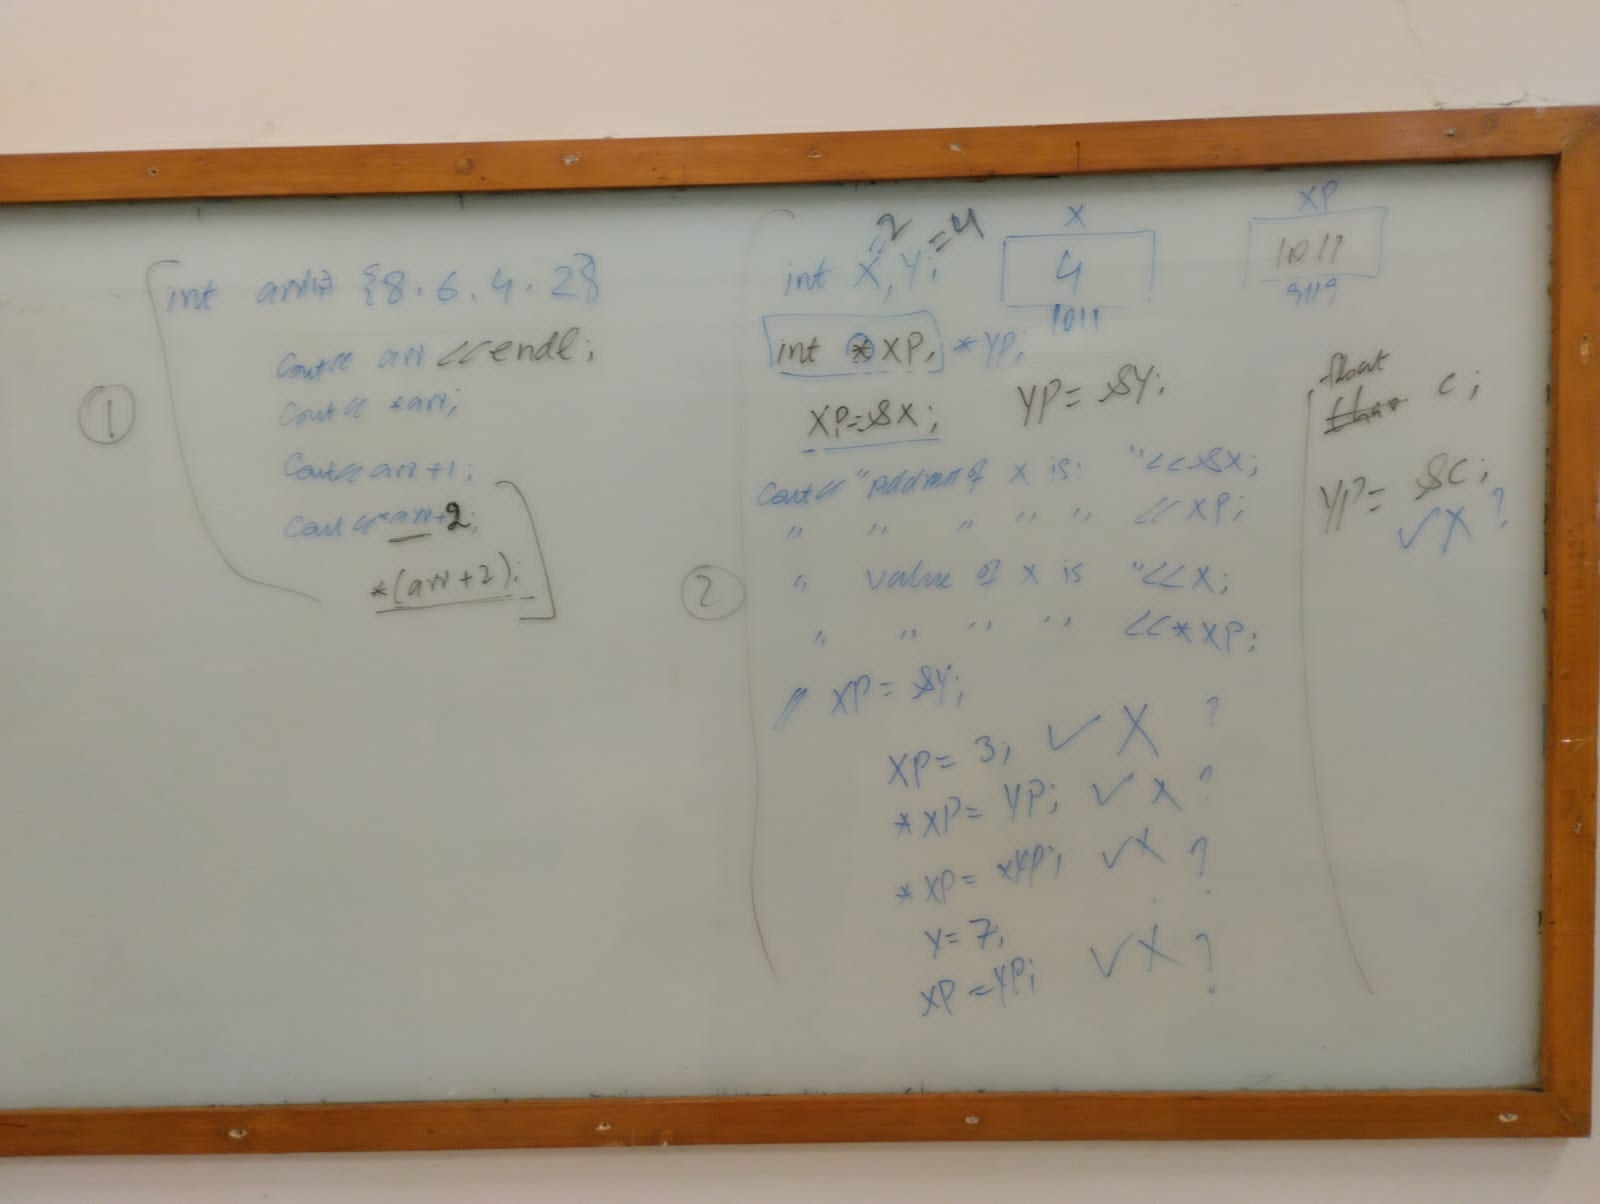 1
int arr= {8, 6, 4, 2}
Cout<< arr <<endl;
Cout<< *arr;
Cout<< arr+1;
Cout<<*arr+2;
*(arr+2);
2
int X=2, Y=4;
int *XP, *YP;
XP=&X; YP=&Y;
Cout<< "Address of X is: "<<&X;
" " " " " <<XP;
" value of X is "<<X;
" " " " <<*XP;
// XP= &Y;
XP= 3; ✓ X ?
*XP= YP; ✓ X ?
*XP= *YP; ✓ X ?
Y=7;
XP=YP; ✓ X ?
X
4
1011
XP
1011
9119
float
C;
YP= &C;
✓ X ?